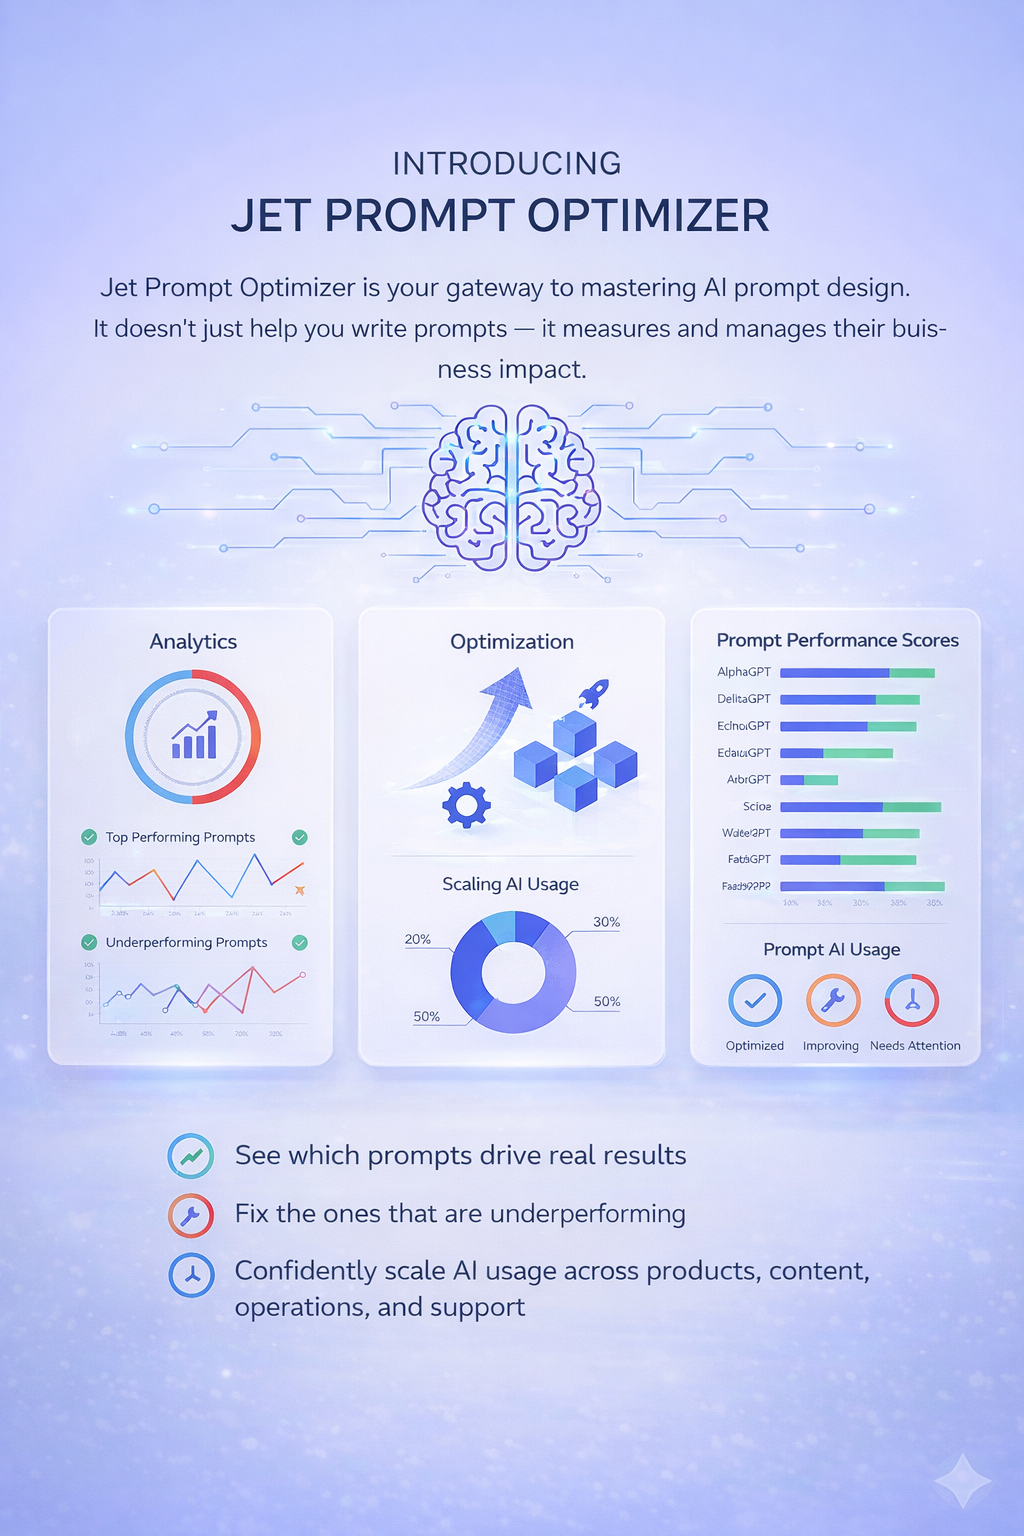 INTRODUCING
JET PROMPT OPTIMIZER
Jet Prompt Optimizer is your gateway to mastering AI prompt design.
It doesn't just help you write prompts — it measures and manages their buis-
ness impact.
Analytics
Top Performing Prompts
Underperforming Prompts
Optimization
Scaling AI Usage
20%
30%
50%
50%
Prompt Performance Scores
AlphaGPT
Prompt AI Usage
Optimized
Improving
Needs Attention
See which prompts drive real results
Fix the ones that are underperforming
Confidently scale AI usage across products, content,
operations, and support